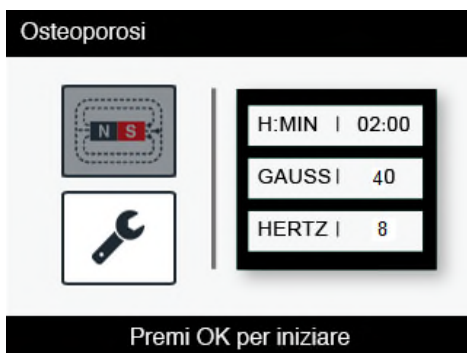 Osteoporosi
N S
H:MIN | 02:00
GAUSS | 40
HERTZ | 8
Premi OK per iniziare